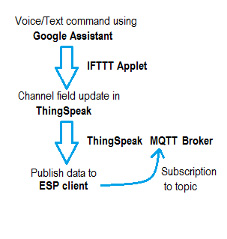 Voice/Text command using
Google Assistant
IFTTT Applet
Channel field update in
ThingSpeak
ThingSpeak MQTT Broker
Publish data to
ESP client
Subscription
to topic